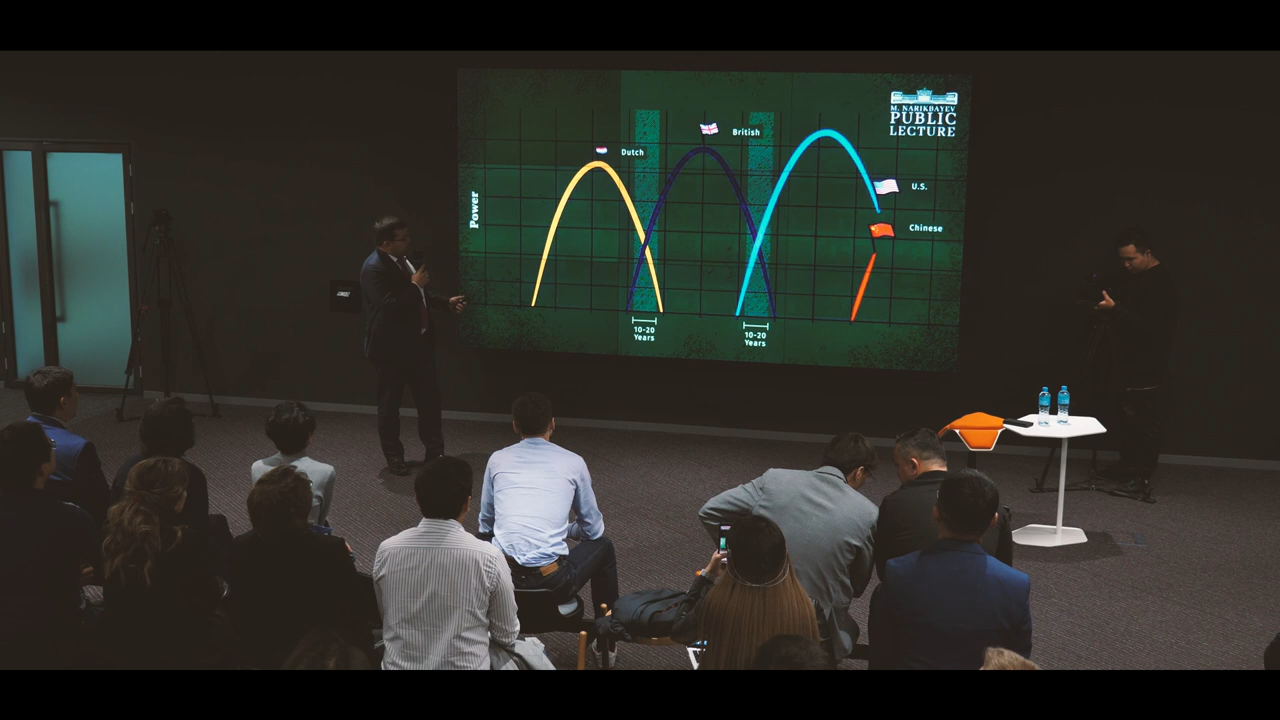 M. NARIKBAYEV
PUBLIC
LECTURE
British
Dutch
U.S.
Power
Chinese
10-20
Years
10-20
Years